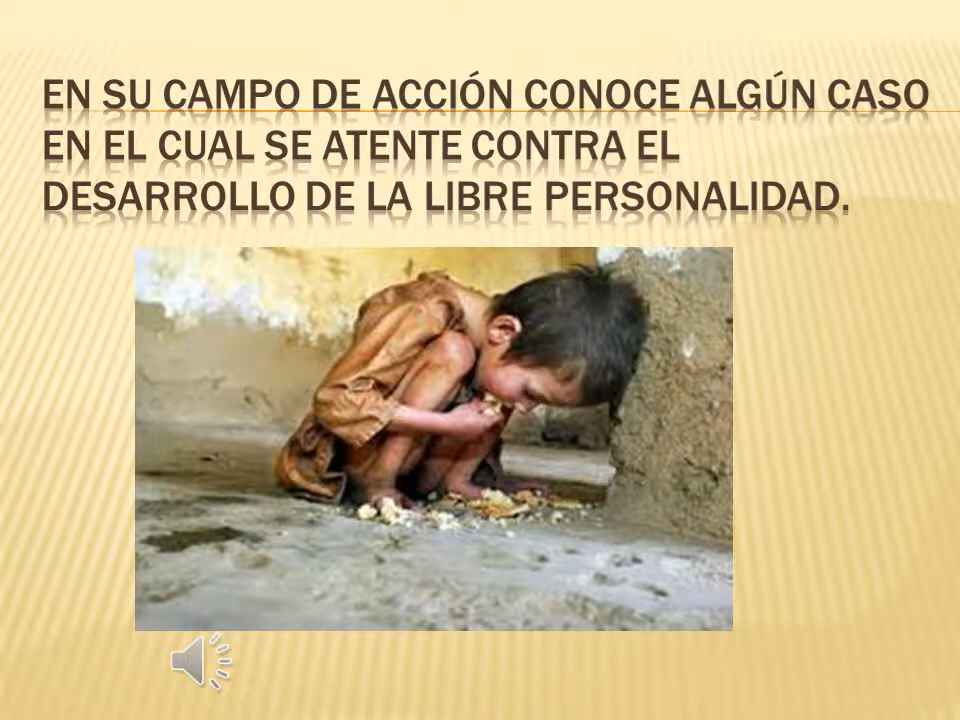 EN SU CAMPO DE ACCIÓN CONOCE ALGÚN CASO
EN EL CUAL SE ATENTE CONTRA EL
DESARROLLO DE LA LIBRE PERSONALIDAD.